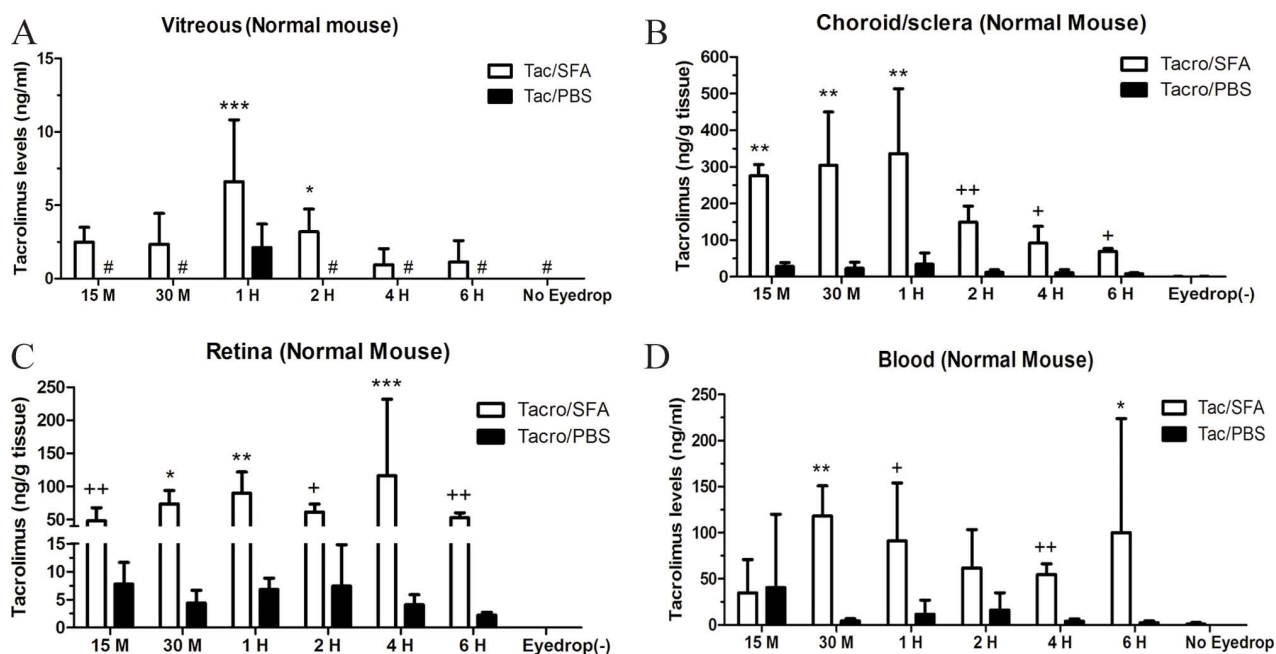 A
Vitreous (Normal mouse)
Tacrolimus levels (ng/ml)
15
10
5
0
Tac/SFA
Tac/PBS
***
*
# # # # # #
15 M 30 M 1 H 2 H 4 H 6 H No Eyedrop
B
Choroid/sclera (Normal Mouse)
Tacrolimus (ng/g tissue)
600
500
400
300
200
100
0
Tacro/SFA
Tacro/PBS
** ** ** ++ + +
15 M 30 M 1 H 2 H 4 H 6 H Eyedrop(-)
C
Retina (Normal Mouse)
Tacrolimus (ng/g tissue)
250
200
150
100
50
15
10
5
0
Tacro/SFA
Tacro/PBS
++ * ** + *** ++
15 M 30 M 1 H 2 H 4 H 6 H Eyedrop(-)
D
Blood (Normal Mouse)
Tacrolimus levels (ng/ml)
250
200
150
100
50
0
Tac/SFA
Tac/PBS
** + ++ *
15 M 30 M 1 H 2 H 4 H 6 H No Eyedrop